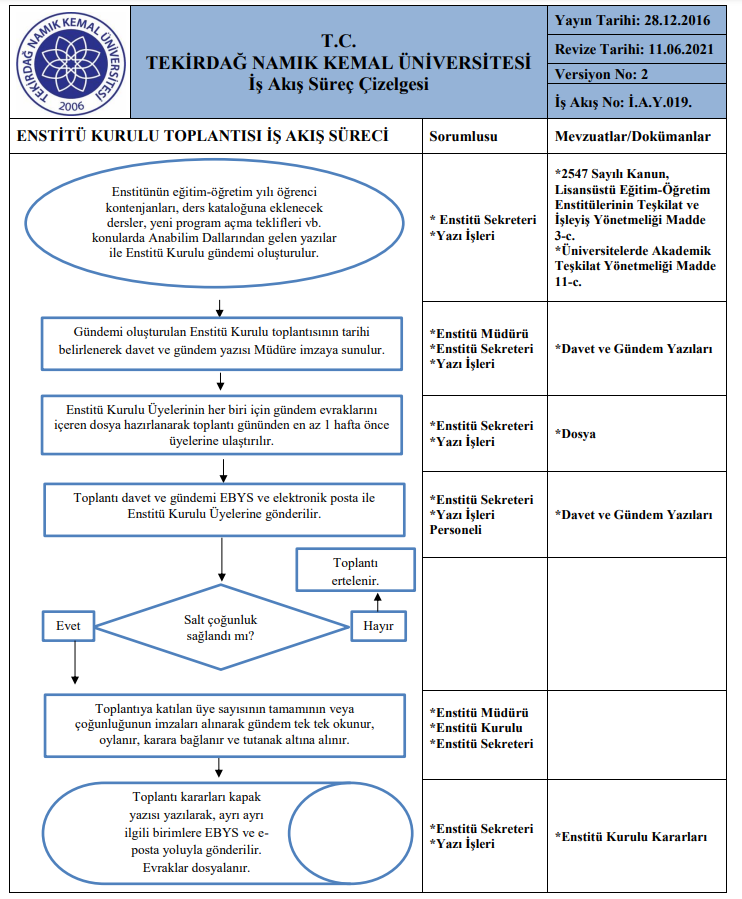 TEKİRDAĞ NAMIK KEMAL ÜNİVERSİTESİ
2006
T.C.
TEKİRDAĞ NAMIK KEMAL ÜNİVERSİTESİ
İş Akış Süreç Çizelgesi
Yayın Tarihi: 28.12.2016
Revize Tarihi: 11.06.2021
Versiyon No: 2
İş Akış No: İ.A.Y.019.
ENSTİTÜ KURULU TOPLANTISI İŞ AKIŞ SÜRECİ
Sorumlusu
Mevzuatlar/Dokümanlar
Enstitünün eğitim-öğretim yılı öğrenci
kontenjanları, ders kataloğuna eklenecek
dersler, yeni program açma teklifleri vb.
konularda Anabilim Dallarından gelen yazılar
ile Enstitü Kurulu gündemi oluşturulur.
* Enstitü Sekreteri
*Yazı İşleri
*2547 Sayılı Kanun,
Lisansüstü Eğitim-Öğretim
Enstitülerinin Teşkilat ve
İşleyiş Yönetmeliği Madde
3-c.
*Üniversitelerde Akademik
Teşkilat Yönetmeliği Madde
11-c.
Gündemi oluşturulan Enstitü Kurulu toplantısının tarihi
belirlenerek davet ve gündem yazısı Müdüre imzaya sunulur.
*Enstitü Müdürü
*Enstitü Sekreteri
*Yazı İşleri
*Davet ve Gündem Yazıları
Enstitü Kurulu Üyelerinin her biri için gündem evraklarını
içeren dosya hazırlanarak toplantı gününden en az 1 hafta önce
üyelerine ulaştırılır.
*Enstitü Sekreteri
*Yazı İşleri
*Dosya
Toplantı davet ve gündemi EBYS ve elektronik posta ile
Enstitü Kurulu Üyelerine gönderilir.
*Enstitü Sekreteri
*Yazı İşleri
Personeli
*Davet ve Gündem Yazıları
Toplantı
ertelenir.
Evet
Salt çoğunluk
sağlandı mı?
Hayır
Toplantıya katılan üye sayısının tamamının veya
çoğunluğunun imzaları alınarak gündem tek tek okunur,
oylanır, karara bağlanır ve tutanak altına alınır.
*Enstitü Müdürü
*Enstitü Kurulu
*Enstitü Sekreteri
Toplantı kararları kapak
yazısı yazılarak, ayrı ayrı
ilgili birimlere EBYS ve e-
posta yoluyla gönderilir.
Evraklar dosyalanır.
*Enstitü Sekreteri
*Yazı İşleri
*Enstitü Kurulu Kararları